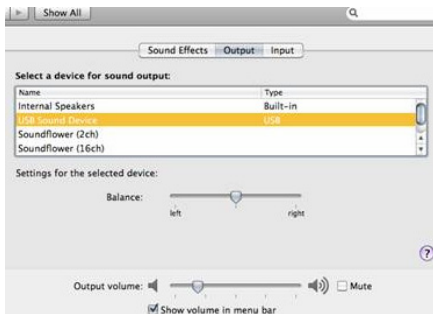 Show All
Sound Effects Output Input
Select a device for sound output:
Name Type
Internal Speakers Built-in
USB Sound Device USB
Soundflower (2ch)
Soundflower (16ch)
Settings for the selected device:
Balance:
left right
?
Output volume: Mute
Show volume in menu bar